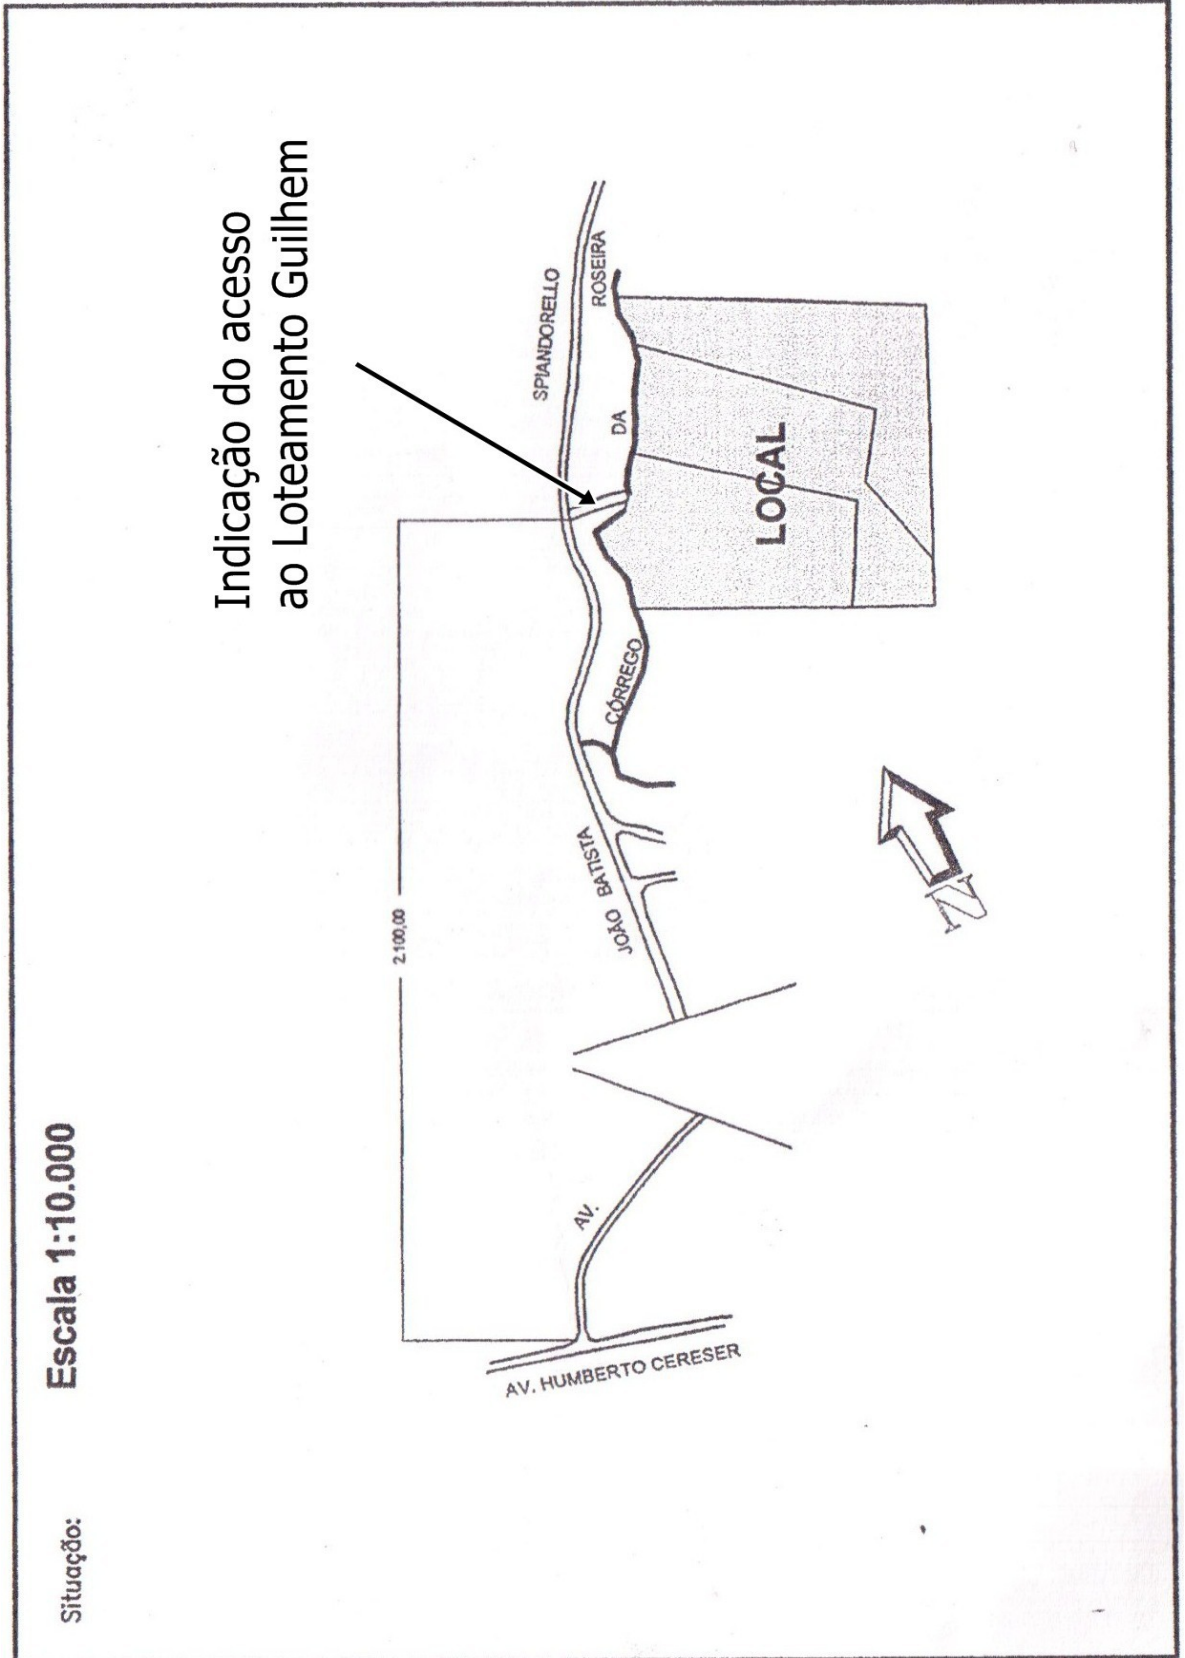 Situação:
Escala 1:10.000
Indicação do acesso
ao Loteamento Guilhem
2.100,00
AV. HUMBERTO CERESER
AV.
JOÃO BATISTA
SPIANDORELLO
CÓRREGO
DA
ROSEIRA
LOCAL
N